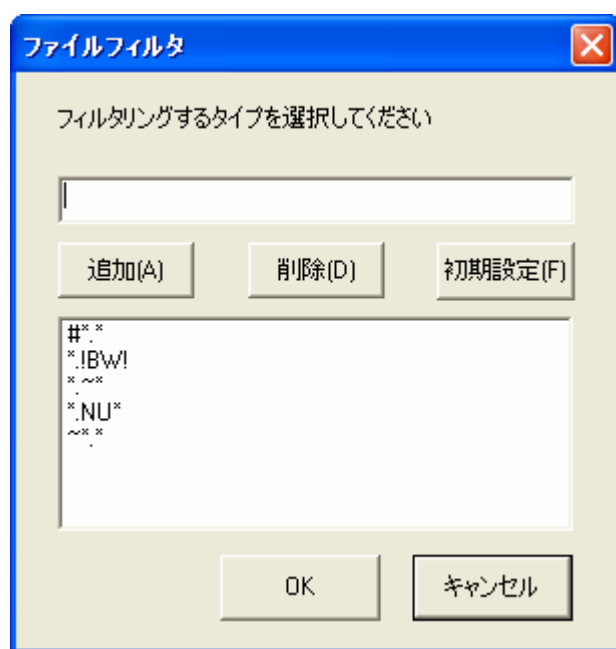 ファイルフィルタ
フィルタリングするタイプを選択してください
追加(A) 削除(D) 初期設定(F)
#*.*
*.!BW!
*.~*
*.NU*
~*.*
OK キャンセル